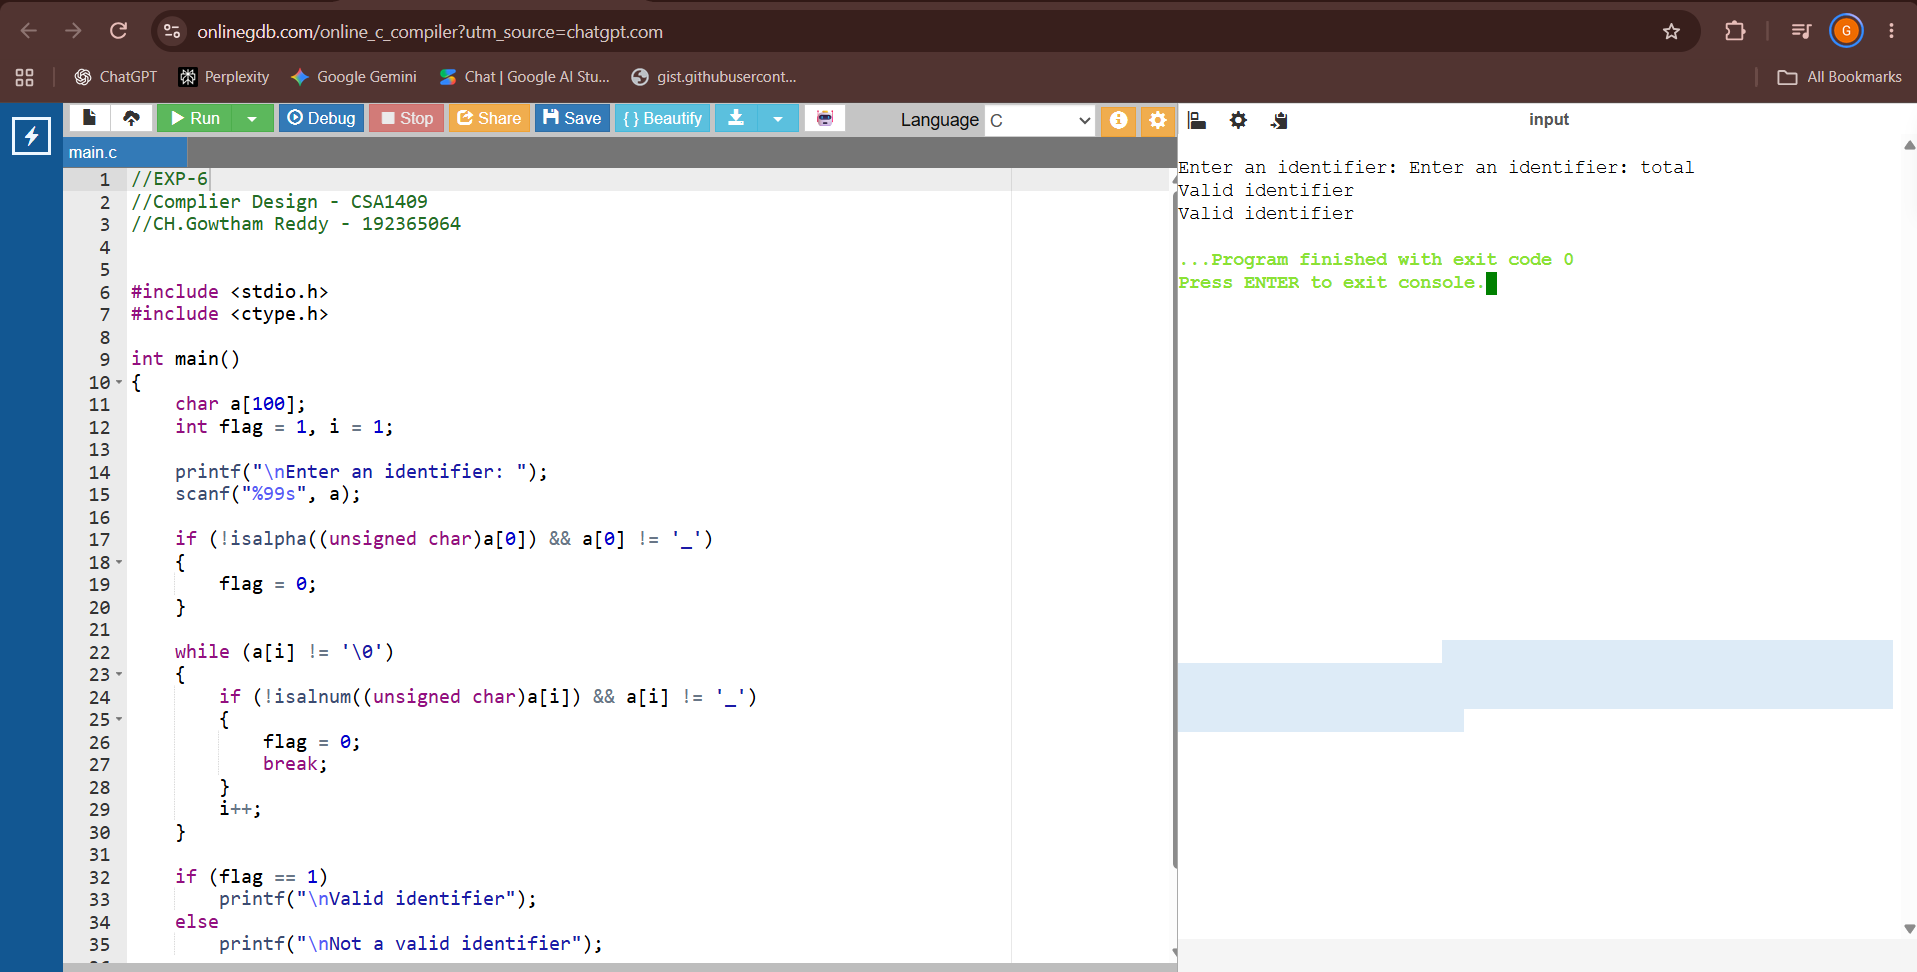 onlinegdb.com/online_c_compiler?utm_source=chatgpt.com
G
ChatGPT
Perplexity
Google Gemini
Chat | Google AI Stu...
gist.githubusercont...
All Bookmarks
Run
Debug
Stop
Share
Save
{ } Beautify
Language
C
input
main.c
1 //EXP-6
2 //Complier Design - CSA1409
3 //CH.Gowtham Reddy - 192365064
4
5
6 #include <stdio.h>
7 #include <ctype.h>
8
9 int main()
10 {
11     char a[100];
12     int flag = 1, i = 1;
13
14     printf("\nEnter an identifier: ");
15     scanf("%99s", a);
16
17     if (!isalpha((unsigned char)a[0]) && a[0] != '_')
18     {
19         flag = 0;
20     }
21
22     while (a[i] != '\0')
23     {
24         if (!isalnum((unsigned char)a[i]) && a[i] != '_')
25         {
26             flag = 0;
27             break;
28         }
29         i++;
30     }
31
32     if (flag == 1)
33         printf("\nValid identifier");
34     else
35         printf("\nNot a valid identifier");
Enter an identifier: Enter an identifier: total
Valid identifier
Valid identifier
...Program finished with exit code 0
Press ENTER to exit console.